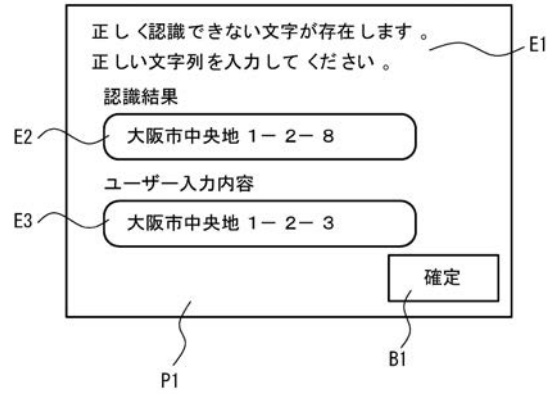 正しく認識できない文字が存在します。
E1
正しい文字列を入力してください。
認識結果
E2
大阪市中央地 1－2－8
ユーザー入力内容
E3
大阪市中央地 1－2－3
確定
P1
B1